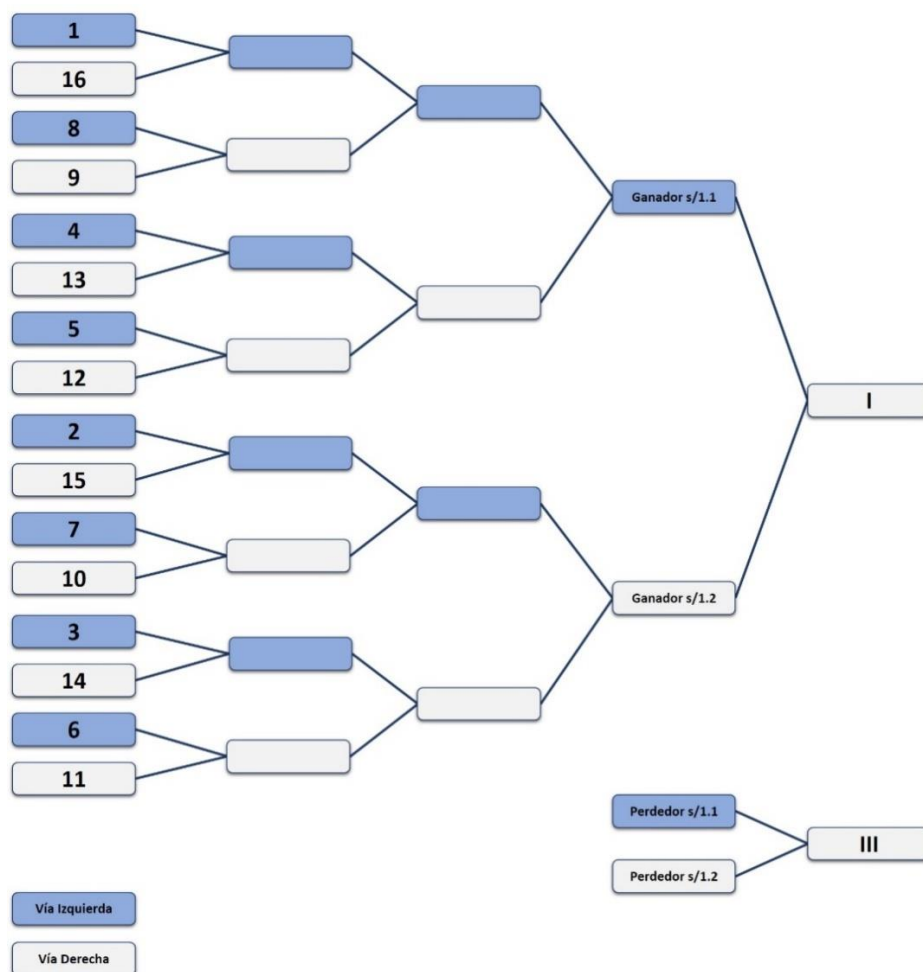 1
16
8
9
4
13
5
12
2
15
7
10
3
14
6
11
Ganador s/1.1
Ganador s/1.2
I
Perdedor s/1.1
Perdedor s/1.2
III
Vía Izquierda
Vía Derecha